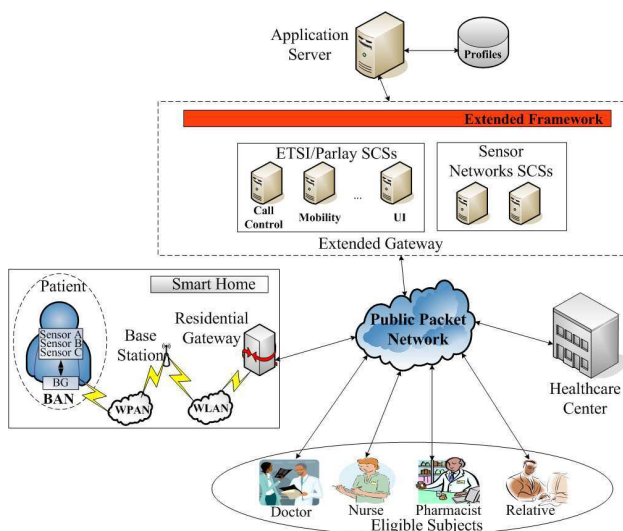 Application
Server
Profiles
Extended Framework
ETSI/Parlay SCSs
Call
Control
Mobility
...
UI
Sensor
Networks SCSs
Extended Gateway
Smart Home
Patient
Sensor A
Sensor B
Sensor C
BG
BAN
Base
Station
Residential
Gateway
WPAN
WLAN
Public Packet
Network
Healthcare
Center
Doctor
Nurse
Pharmacist
Relative
Eligible Subjects